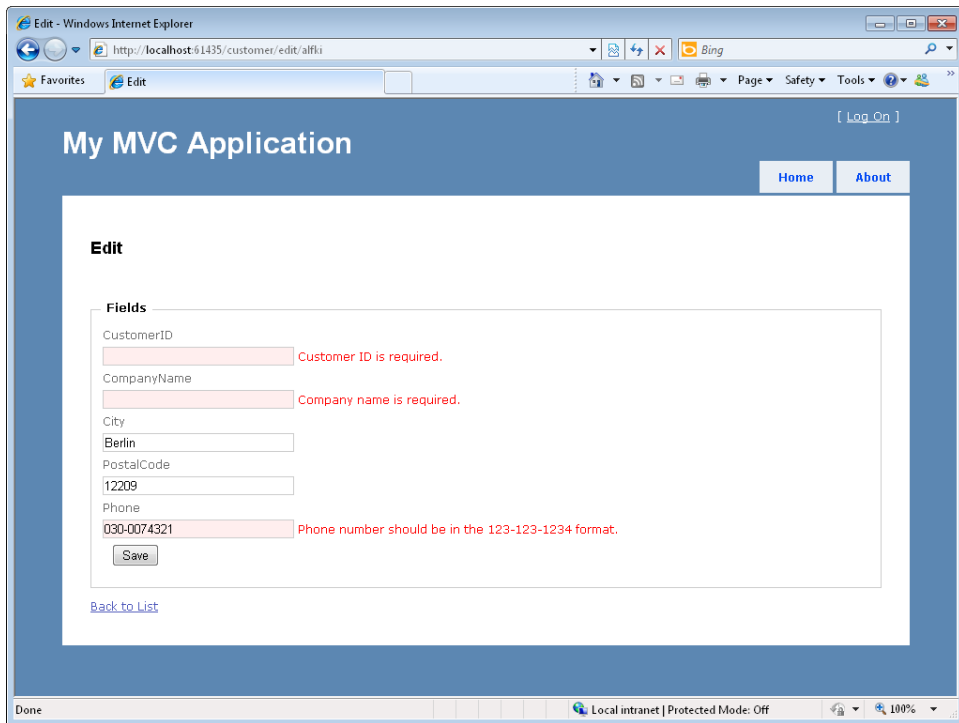 Edit - Windows Internet Explorer
http://localhost:61435/customer/edit/alfki
Bing
Favorites
Edit
Page
Safety
Tools
[ Log On ]
My MVC Application
Home
About
Edit
Fields
CustomerID
Customer ID is required.
CompanyName
Company name is required.
City
Berlin
PostalCode
12209
Phone
030-0074321 Phone number should be in the 123-123-1234 format.
Save
Back to List
Done
Local intranet | Protected Mode: Off
100%